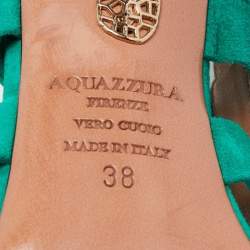 AQUAZZURA
FIRENZE
VERO CUOIO
MADE IN ITALY
38